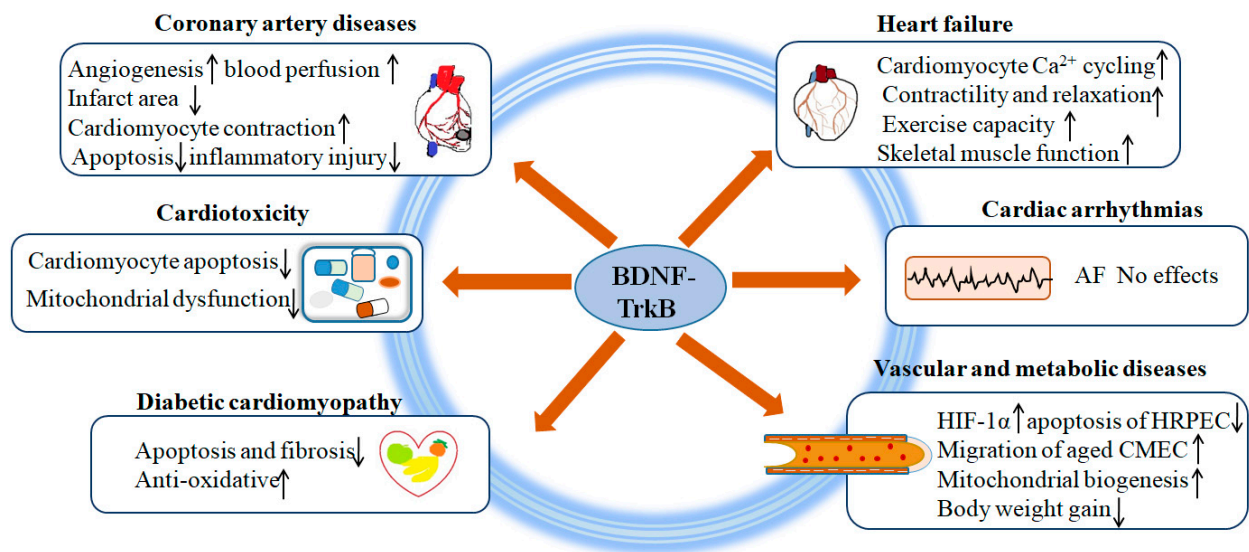 Coronary artery diseases
Angiogenesis↑ blood perfusion ↑
Infarct area ↓
Cardiomyocyte contraction ↑
Apoptosis↓ inflammatory injury↓
Heart failure
Cardiomyocyte Ca²⁺ cycling↑
Contractility and relaxation↑
Exercise capacity ↑
Skeletal muscle function ↑
Cardiotoxicity
Cardiomyocyte apoptosis↓
Mitochondrial dysfunction↓
BDNF-
TrkB
Cardiac arrhythmias
AF No effects
Diabetic cardiomyopathy
Apoptosis and fibrosis↓
Anti-oxidative↑
Vascular and metabolic diseases
HIF-1α↑ apoptosis of HRPEC↓
Migration of aged CMEC ↑
Mitochondrial biogenesis ↑
Body weight gain↓